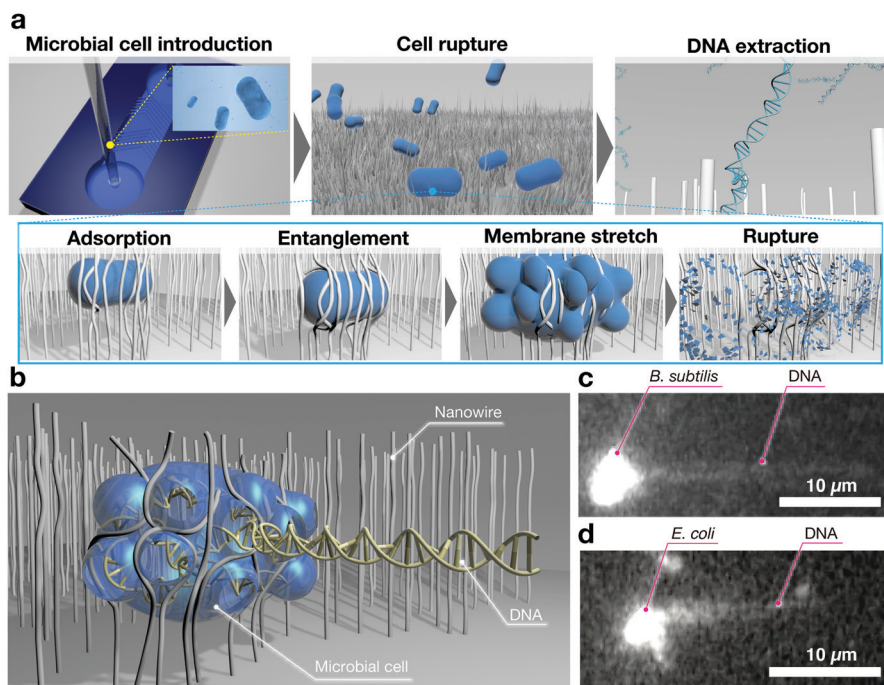 a
Microbial cell introduction
Cell rupture
DNA extraction
Adsorption
Entanglement
Membrane stretch
Rupture
b
Nanowire
DNA
Microbial cell
c
B. subtilis
DNA
10 µm
d
E. coli
DNA
10 µm